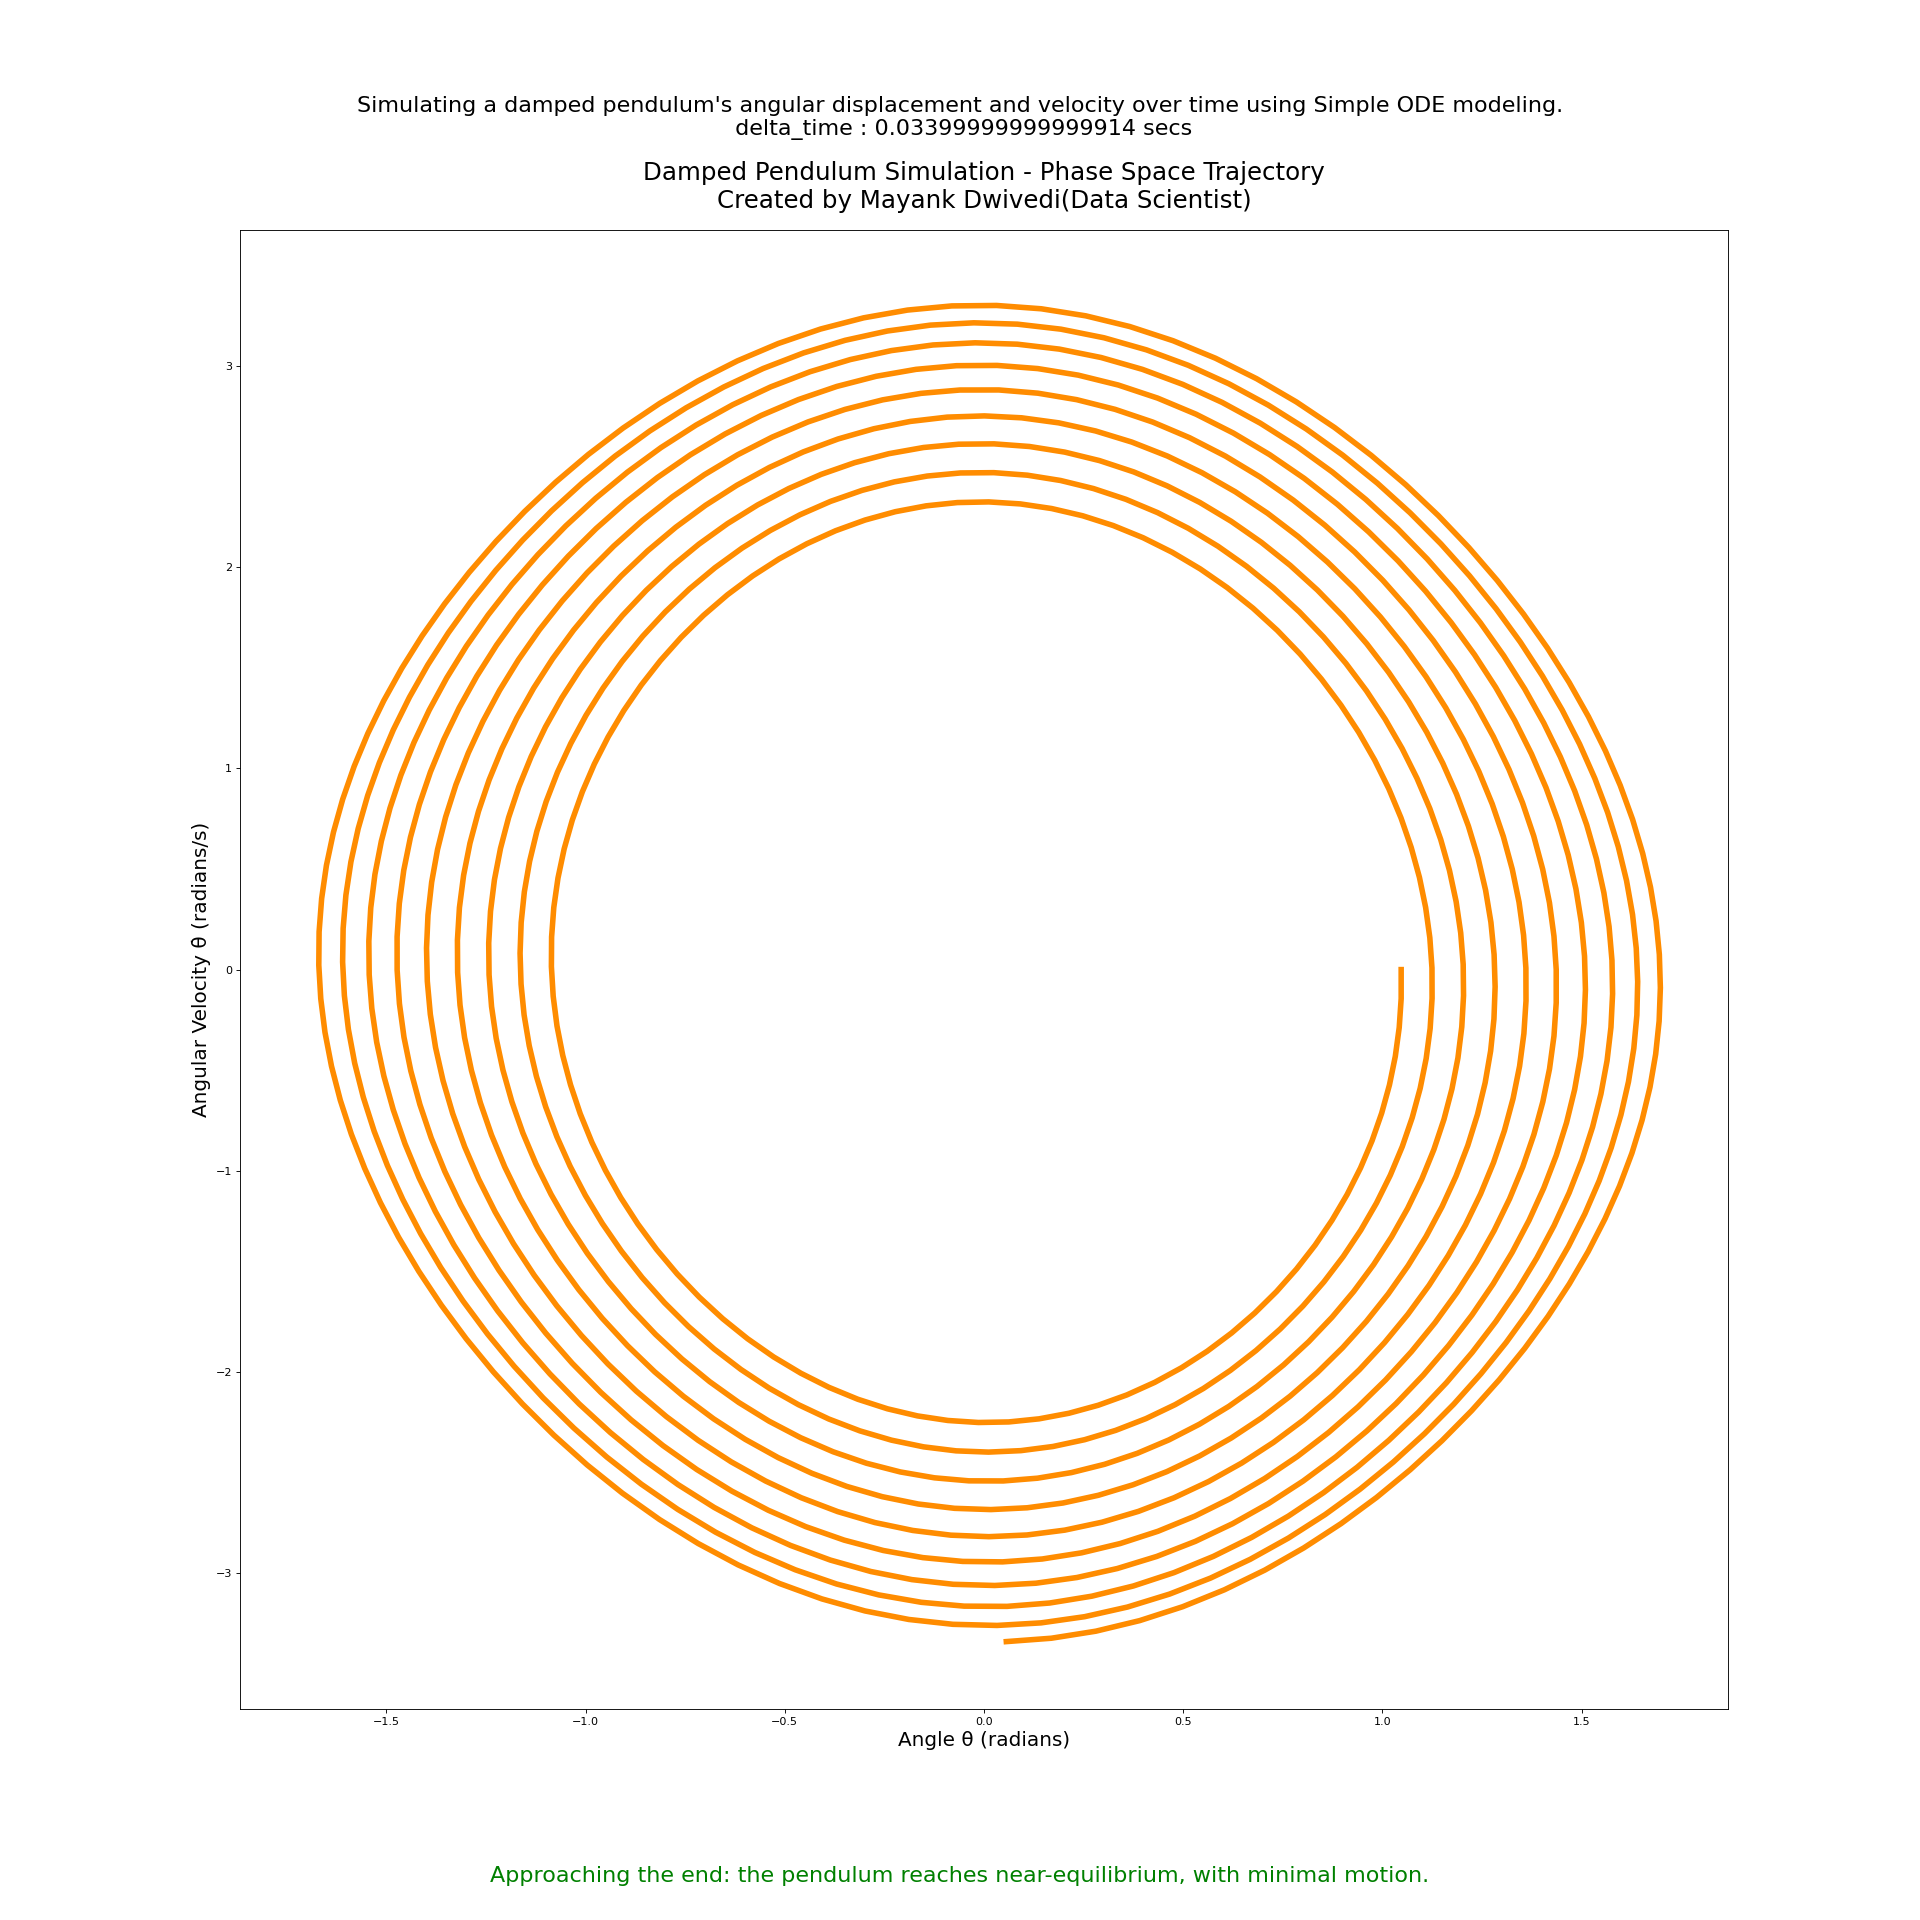 Simulating a damped pendulum's angular displacement and velocity over time using Simple ODE modeling.
delta_time : 0.03399999999999914 secs
Damped Pendulum Simulation - Phase Space Trajectory
Created by Mayank Dwivedi(Data Scientist)
Angular Velocity θ (radians/s)
3
2
1
0
−1
−2
−3
−1.5
−1.0
−0.5
0.0
0.5
1.0
1.5
Angle θ (radians)
Approaching the end: the pendulum reaches near-equilibrium, with minimal motion.